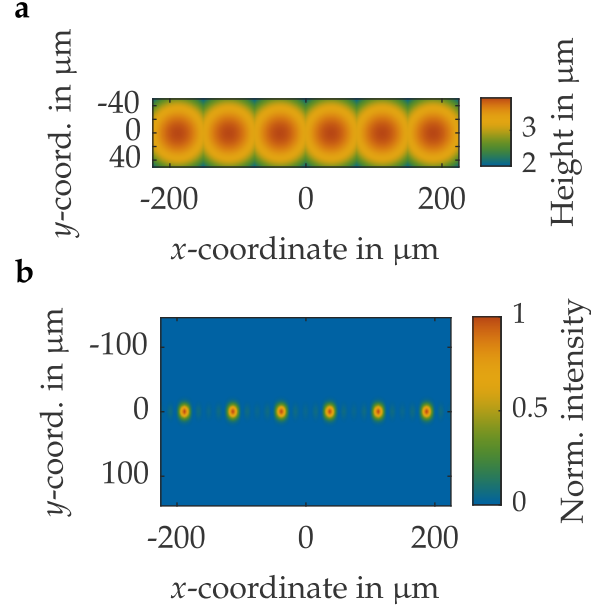 a
y-coord. in µm
-40
0
40
-200
0
200
x-coordinate in µm
3
2
Height in µm
b
y-coord. in µm
-100
0
100
-200
0
200
x-coordinate in µm
1
0.5
0
Norm. intensity